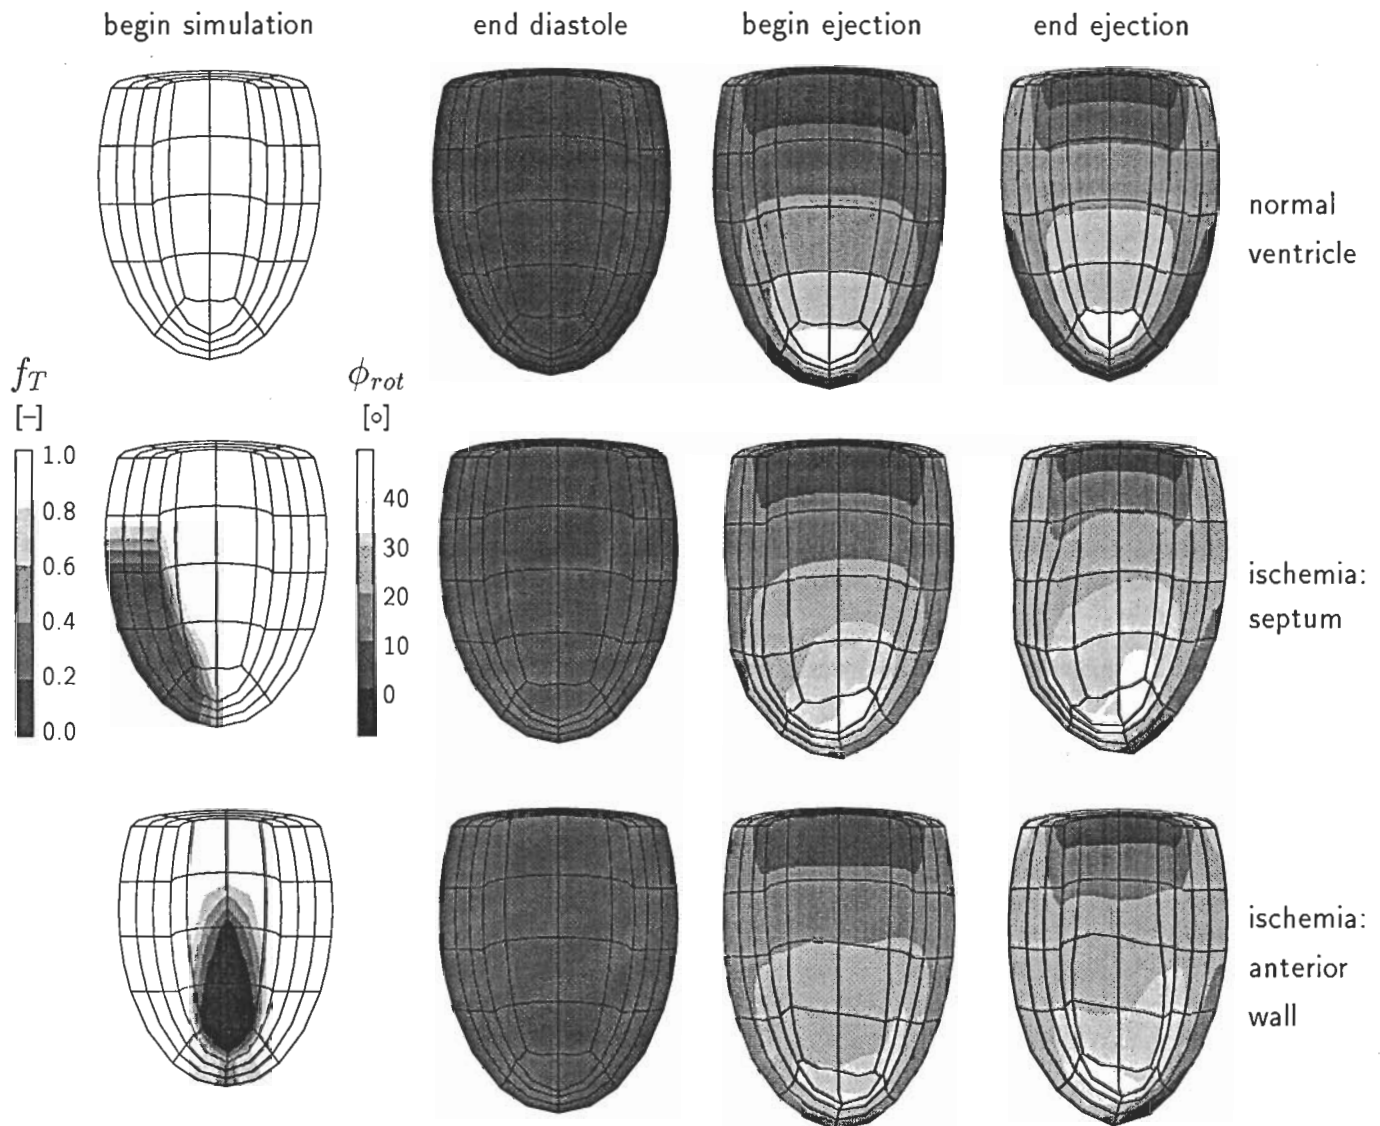 begin simulation end diastole begin ejection end ejection
normal
ventricle
f_T ϕ_rot
[–] [∘]
1.0
0.8
0.6
0.4
0.2
0.0
40
30
20
10
0
ischemia:
septum
ischemia:
anterior
wall